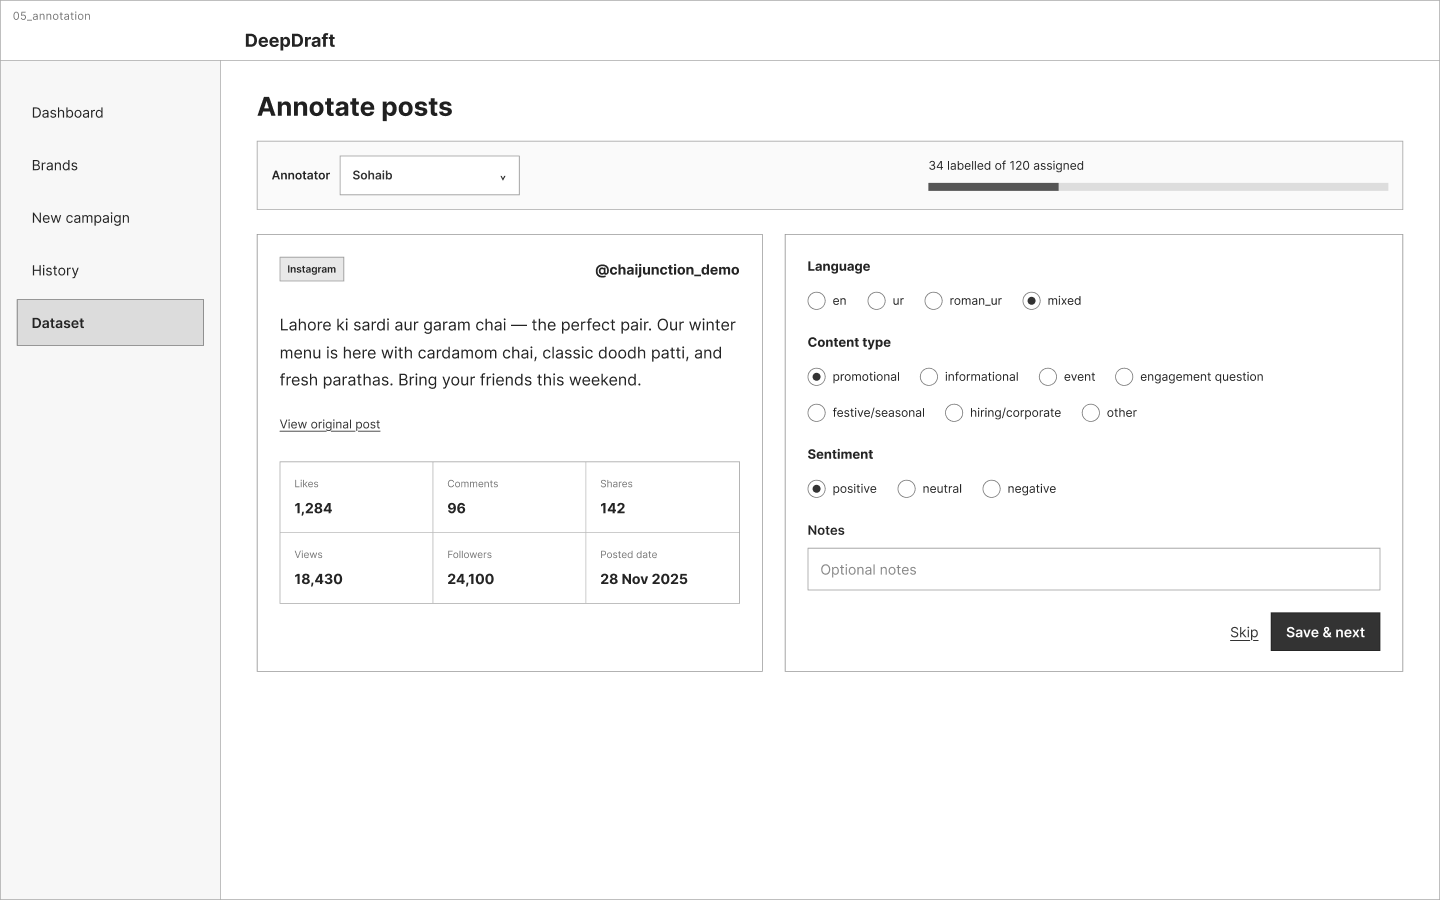 05_annotation
DeepDraft
Dashboard
Brands
New campaign
History
Dataset
Annotate posts
Annotator
Sohaib
34 labelled of 120 assigned
Instagram
@chaijunction_demo
Lahore ki sardi aur garam chai — the perfect pair. Our winter
menu is here with cardamom chai, classic doodh patti, and
fresh parathas. Bring your friends this weekend.
View original post
Likes
1,284
Comments
96
Shares
142
Views
18,430
Followers
24,100
Posted date
28 Nov 2025
Language
en ur roman_ur mixed
Content type
promotional informational event engagement question
festive/seasonal hiring/corporate other
Sentiment
positive neutral negative
Notes
Optional notes
Skip Save & next